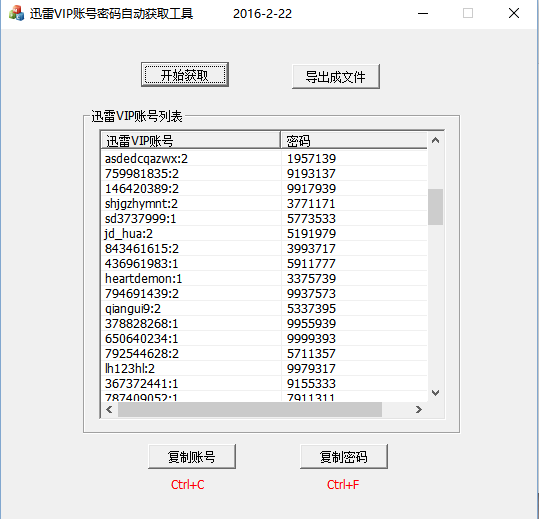 迅雷VIP账号密码自动获取工具 2016-2-22
开始获取 导出成文件
迅雷VIP账号列表
迅雷VIP账号 密码
asdedcqazwx:2 1957139
759981835:2 9193137
146420389:2 9917939
shjgzhymnt:2 3771171
sd3737999:1 5773533
jd_hua:2 5191979
843461615:2 3993717
436961983:1 5911777
heartdemon:1 3375739
794691439:2 9937573
qiangui9:2 5337395
378828268:1 9955939
650640234:1 9999393
792544628:2 5711357
lh123hl:2 9979317
367372441:1 9155333
787409052:1 7911311
复制账号 复制密码
Ctrl+C Ctrl+F